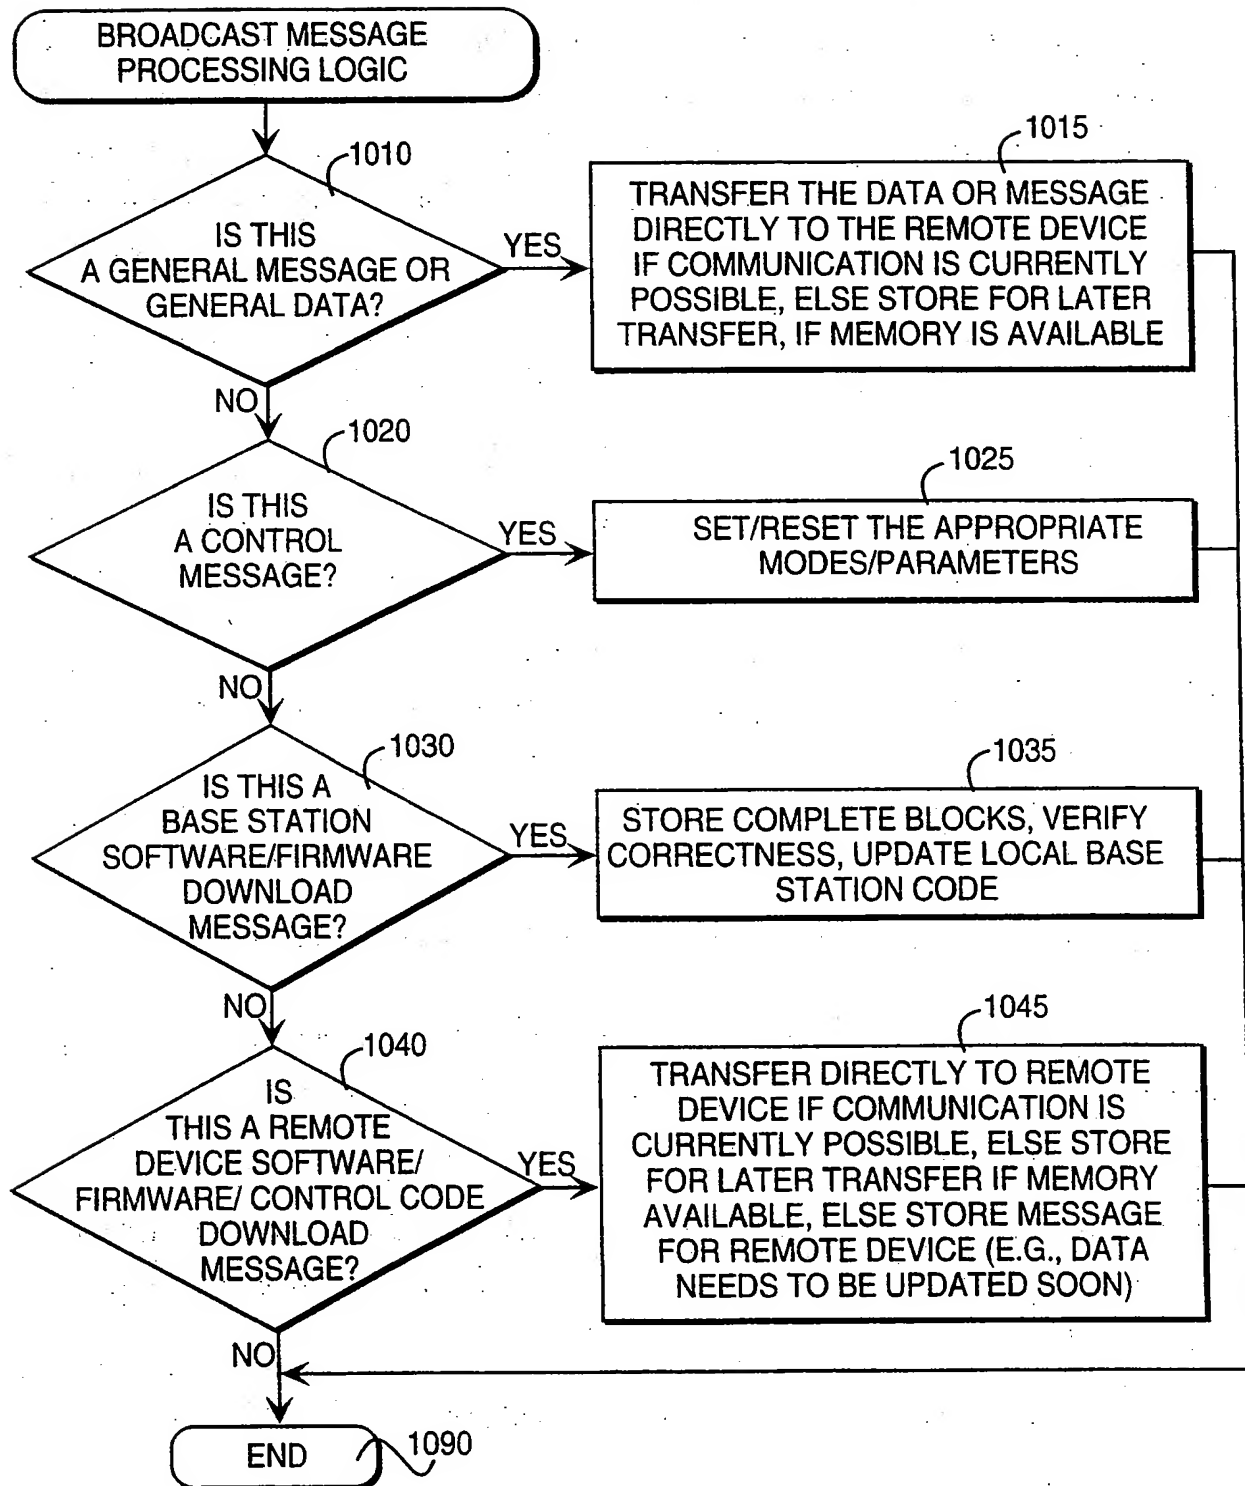 BROADCAST MESSAGE
PROCESSING LOGIC
1010
IS THIS
A GENERAL MESSAGE OR
GENERAL DATA?
YES
NO
1015
TRANSFER THE DATA OR MESSAGE
DIRECTLY TO THE REMOTE DEVICE
IF COMMUNICATION IS CURRENTLY
POSSIBLE, ELSE STORE FOR LATER
TRANSFER, IF MEMORY IS AVAILABLE
1020
IS THIS
A CONTROL
MESSAGE?
YES
NO
1025
SET/RESET THE APPROPRIATE
MODES/PARAMETERS
1030
IS THIS A
BASE STATION
SOFTWARE/FIRMWARE
DOWNLOAD
MESSAGE?
YES
NO
1035
STORE COMPLETE BLOCKS, VERIFY
CORRECTNESS, UPDATE LOCAL BASE
STATION CODE
1040
IS
THIS A REMOTE
DEVICE SOFTWARE/
FIRMWARE/ CONTROL CODE
DOWNLOAD
MESSAGE?
YES
NO
1045
TRANSFER DIRECTLY TO REMOTE
DEVICE IF COMMUNICATION IS
CURRENTLY POSSIBLE, ELSE STORE
FOR LATER TRANSFER IF MEMORY
AVAILABLE, ELSE STORE MESSAGE
FOR REMOTE DEVICE (E.G., DATA
NEEDS TO BE UPDATED SOON)
END
1090